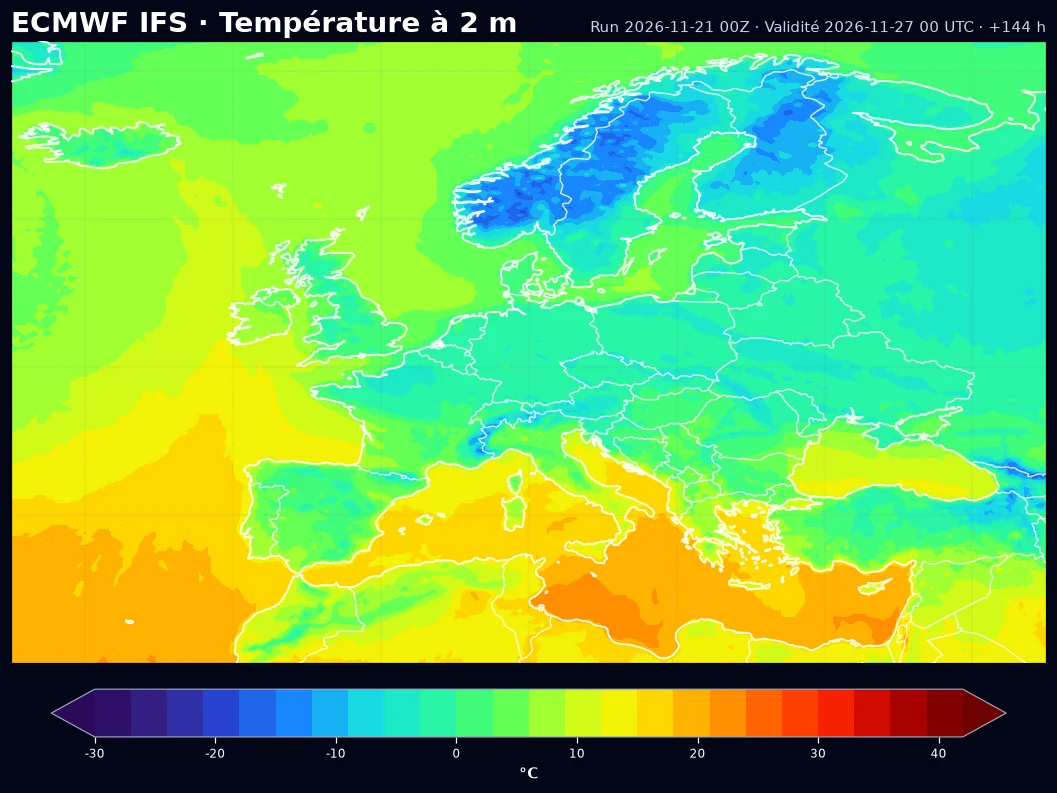 ECMWF IFS · Température à 2 m
Run 2026-11-21 00Z · Validité 2026-11-27 00 UTC · +144 h
-30 -20 -10 0 10 20 30 40
°C